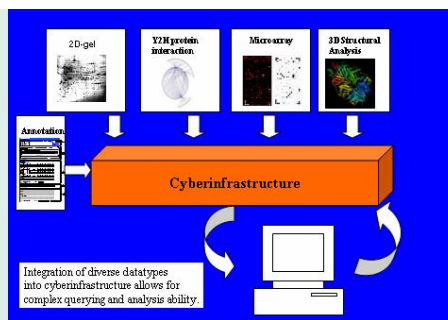 2D-gel
Y2H protein
interaction
Microarray
3D Structural
Analysis
Annotation
Cyberinfrastructure
Integration of diverse datatypes
into cyberinfrastructure allows for
complex querying and analysis ability.